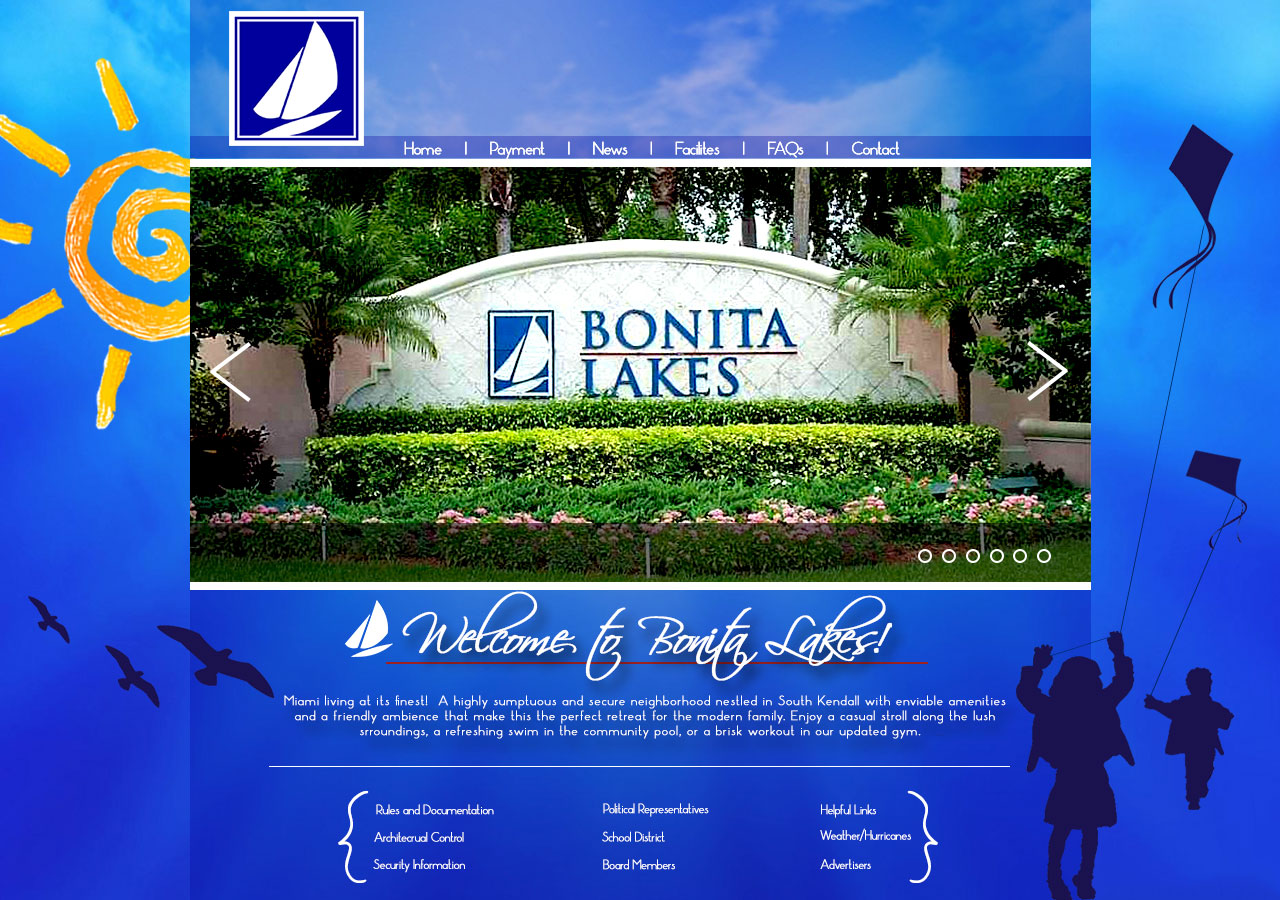 Home | Payment | News | Facilites | FAQs | Contact
BONITA
LAKES
Welcome to Bonita Lakes!
Miami living at its finest! A highly sumptuous and secure neighborhood nestled in South Kendall with enviable amenities
and a friendly ambience that make this the perfect retreat for the modern family. Enjoy a casual stroll along the lush
srroundings, a refreshing swim in the community pool, or a brisk workout in our updated gym.
Rules and Documentation
Architecrual Control
Security Information
Political Representatives
School District
Board Members
Helpful Links
Weather/Hurricanes
Advertisers